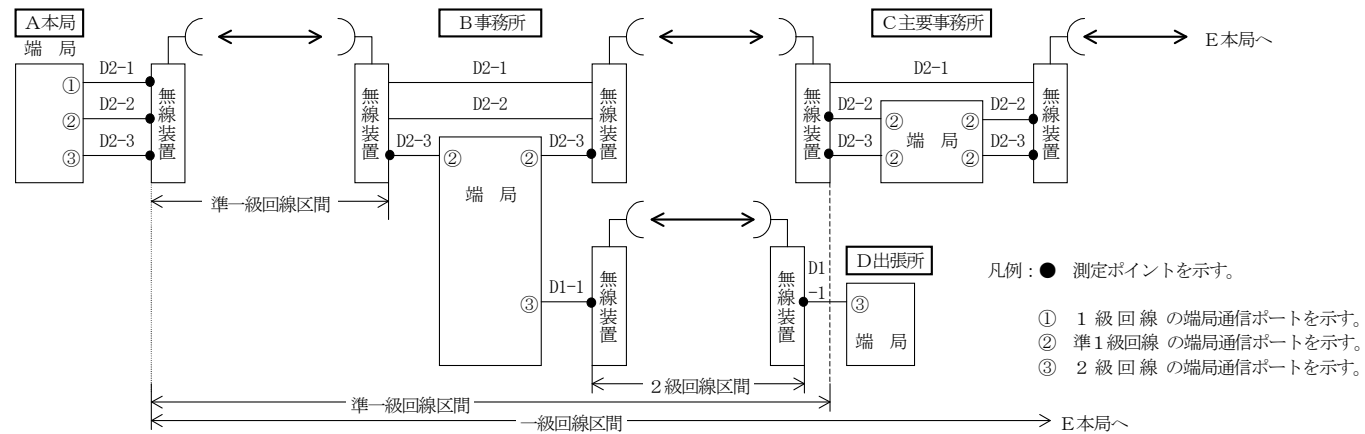 A本局
B事務所
C主要事務所
端 局
E本局へ
D2-1
D2-1
D2-1
①
無線装置
無線装置
無線装置
無線装置
無線装置
D2-2
D2-2
D2-2
D2-2
②
②
端 局
②
D2-3
D2-3
D2-3
D2-3
D2-3
③
②
②
②
②
端 局
準一級回線区間
D出張所
凡例：● 測定ポイントを示す。
無線装置
無線装置
D1-1
D1
-1
③
③
端 局
① 1 級 回 線 の端局通信ポートを示す。
② 準1級回線 の端局通信ポートを示す。
③ 2 級 回 線 の端局通信ポートを示す。
2級回線区間
準一級回線区間
一級回線区間
E本局へ